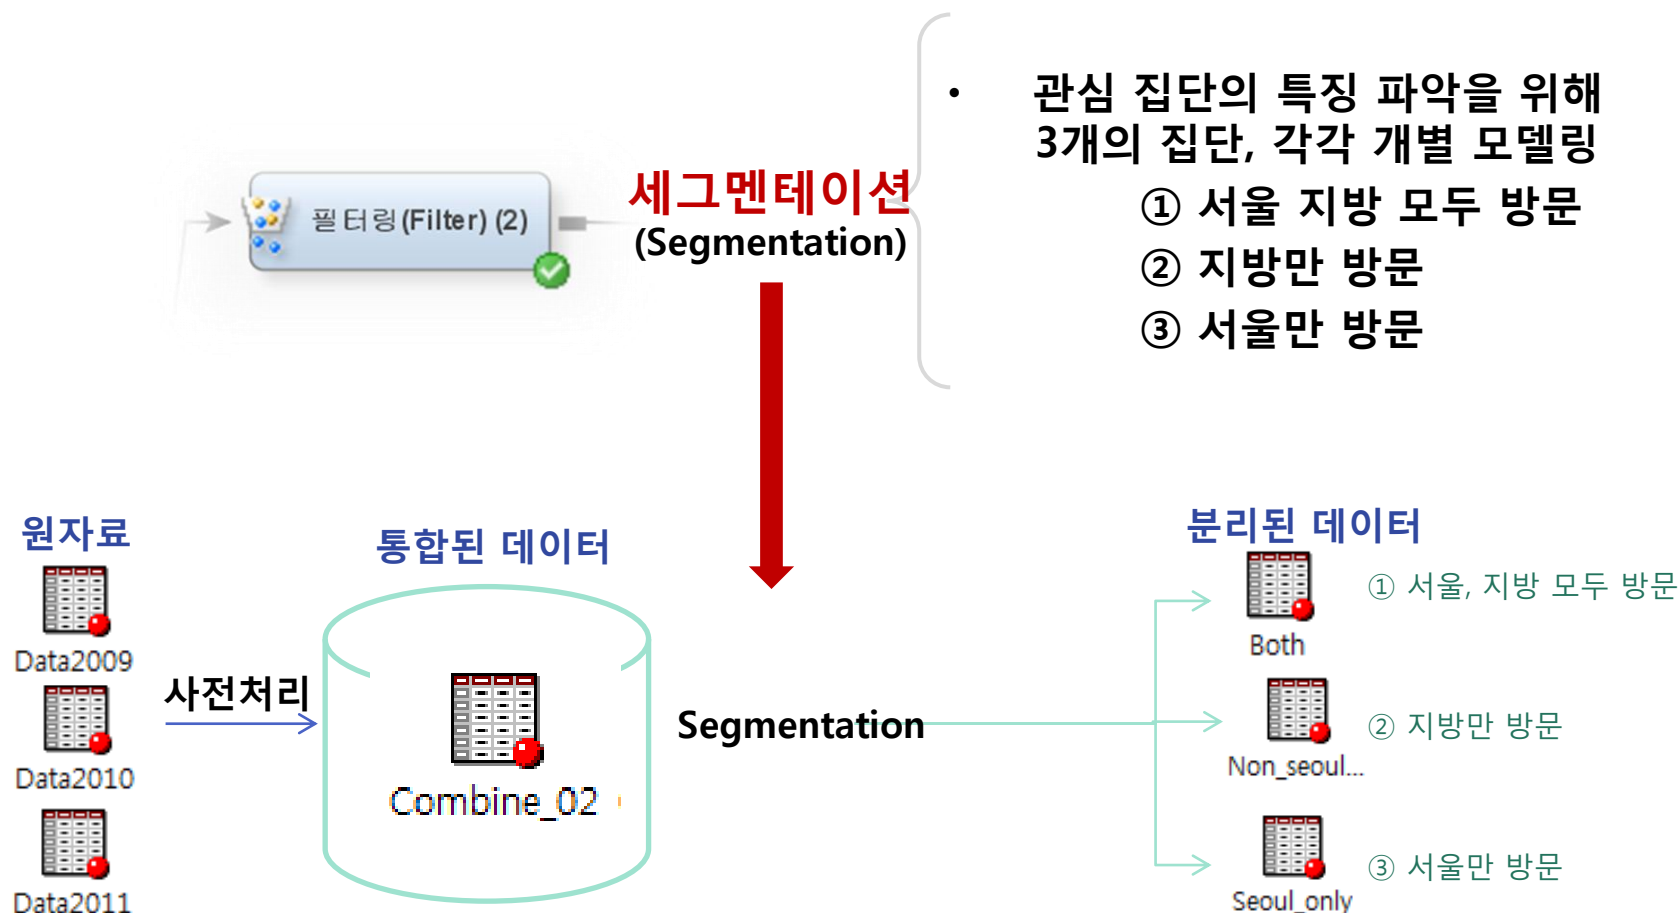 필터링(Filter) (2)
세그멘테이션
(Segmentation)
• 관심 집단의 특징 파악을 위해
3개의 집단, 각각 개별 모델링
① 서울 지방 모두 방문
② 지방만 방문
③ 서울만 방문
원자료
Data2009
Data2010
Data2011
사전처리
통합된 데이터
Combine_02
Segmentation
분리된 데이터
Both
① 서울, 지방 모두 방문
Non_seoul...
② 지방만 방문
Seoul_only
③ 서울만 방문